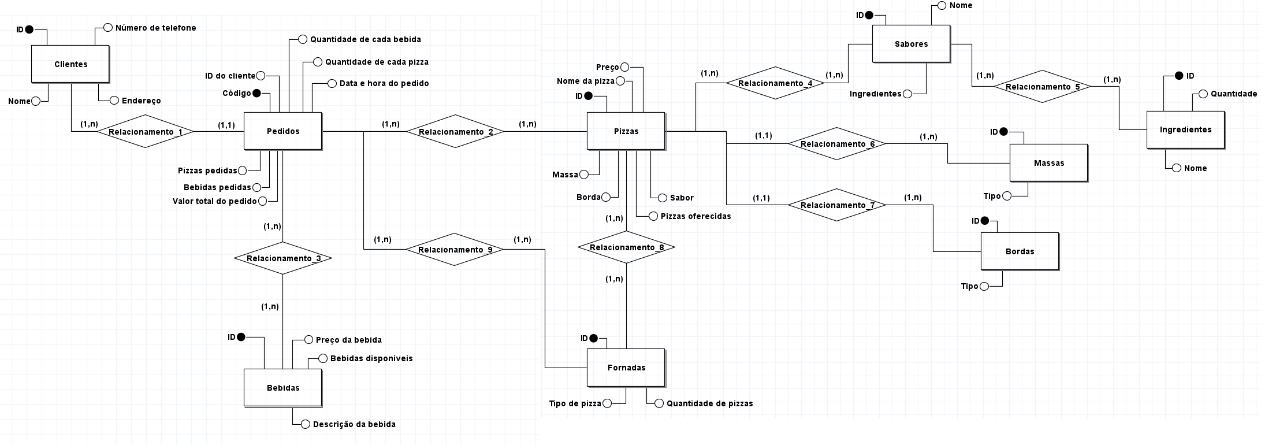 ID
Número de telefone
Clientes
Nome
Endereço
(1,n)
Relacionamento_1
(1,1)
Quantidade de cada bebida
Quantidade de cada pizza
ID do cliente
Data e hora do pedido
Código
Pedidos
Pizzas pedidas
Bebidas pedidas
Valor total do pedido
(1,n)
Relacionamento_2
(1,n)
(1,n)
Relacionamento_3
(1,n)
ID
Preço da bebida
Bebidas disponíveis
Bebidas
Descrição da bebida
(1,n)
Relacionamento_9
(1,n)
Preço
Nome da pizza
ID
Pizzas
Massa
Borda
Sabor
Pizzas oferecidas
(1,n)
Relacionamento_8
(1,n)
ID
Fornadas
Tipo de pizza
Quantidade de pizzas
(1,n)
Relacionamento_4
(1,n)
ID
Nome
Sabores
Ingredientes
(1,n)
Relacionamento_5
(1,n)
ID
Quantidade
Ingredientes
Nome
(1,1)
Relacionamento_6
(1,n)
ID
Massas
Tipo
(1,1)
Relacionamento_7
(1,n)
ID
Bordas
Tipo